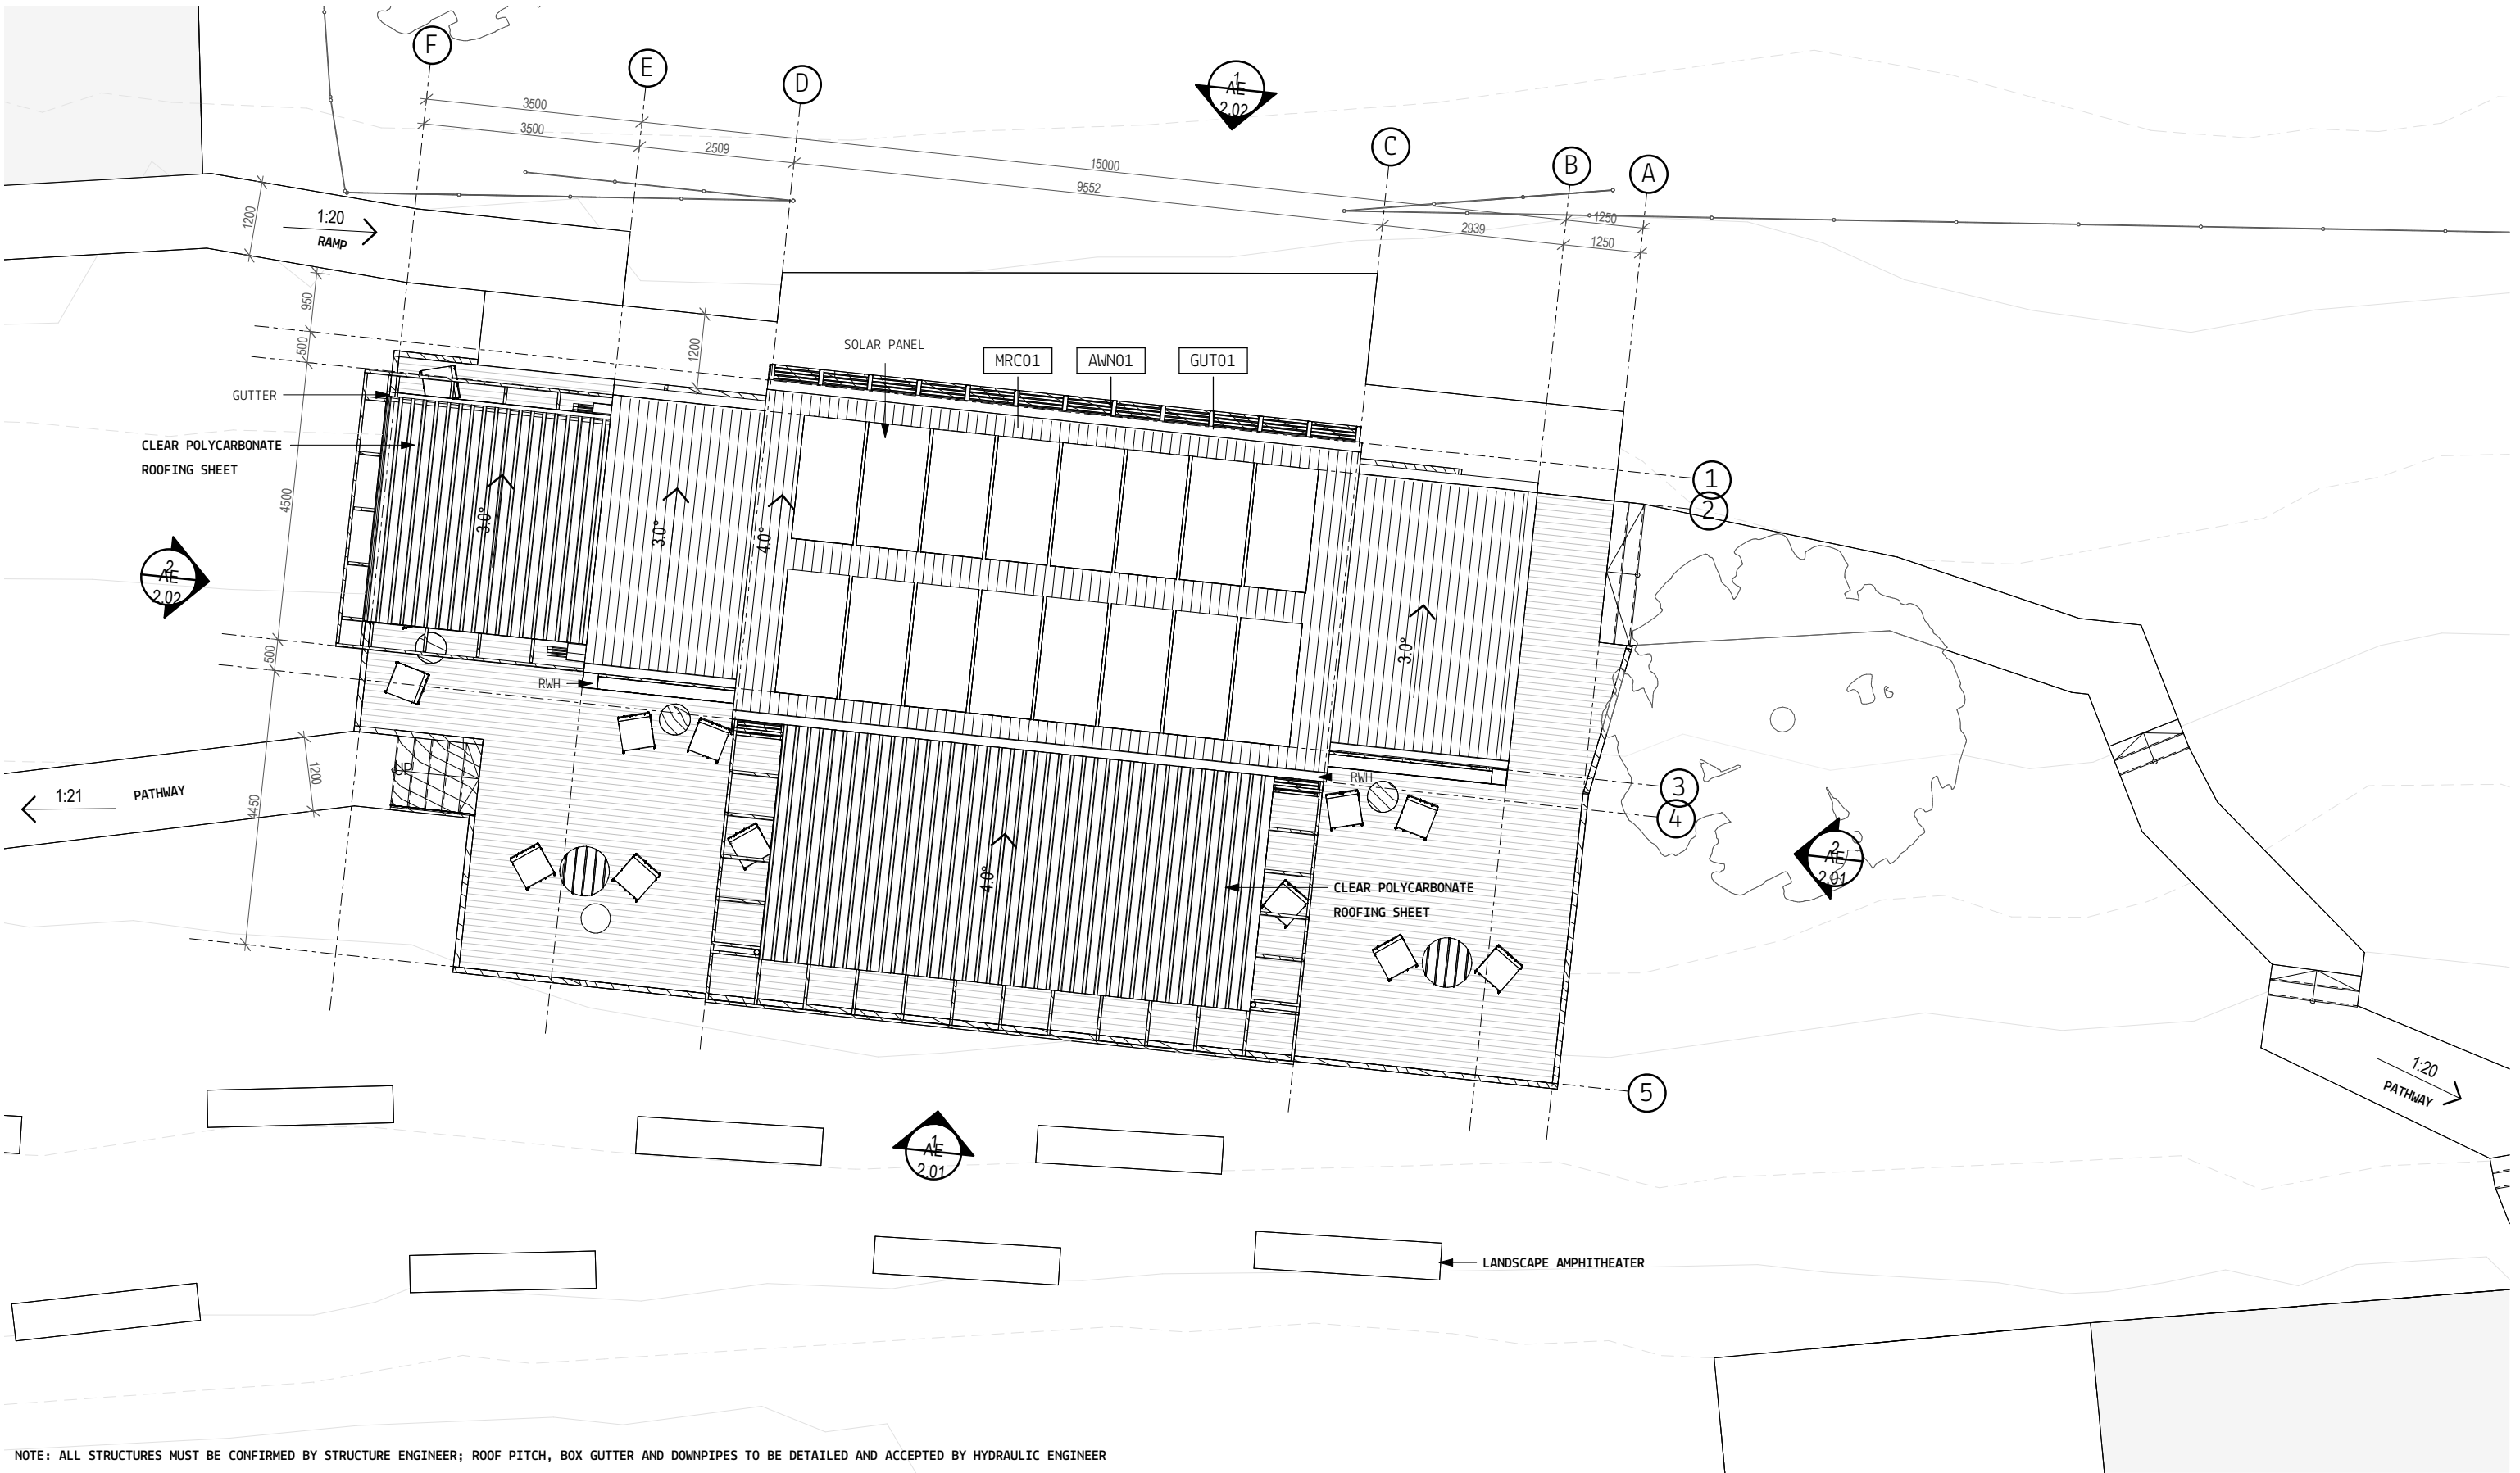 F
E
D
C
B
A
1
AE
2.02
3500
3500
2509
15000
9552
1250
2939
1250
1200
1:20
RAMP
950
500
1200
SOLAR PANEL
MRC01
AWN01
GUT01
GUTTER
CLEAR POLYCARBONATE
ROOFING SHEET
4500
3.0°
3.0°
4.0°
3.0°
1
2
2
AE
2.02
500
RWH
RWH
3
4
UP
1200
1:21
PATHWAY
4450
4.0°
2
AE
2.01
CLEAR POLYCARBONATE
ROOFING SHEET
1:20
PATHWAY
5
1
AE
2.01
LANDSCAPE AMPHITHEATER
NOTE: ALL STRUCTURES MUST BE CONFIRMED BY STRUCTURE ENGINEER; ROOF PITCH, BOX GUTTER AND DOWNPIPES TO BE DETAILED AND ACCEPTED BY HYDRAULIC ENGINEER